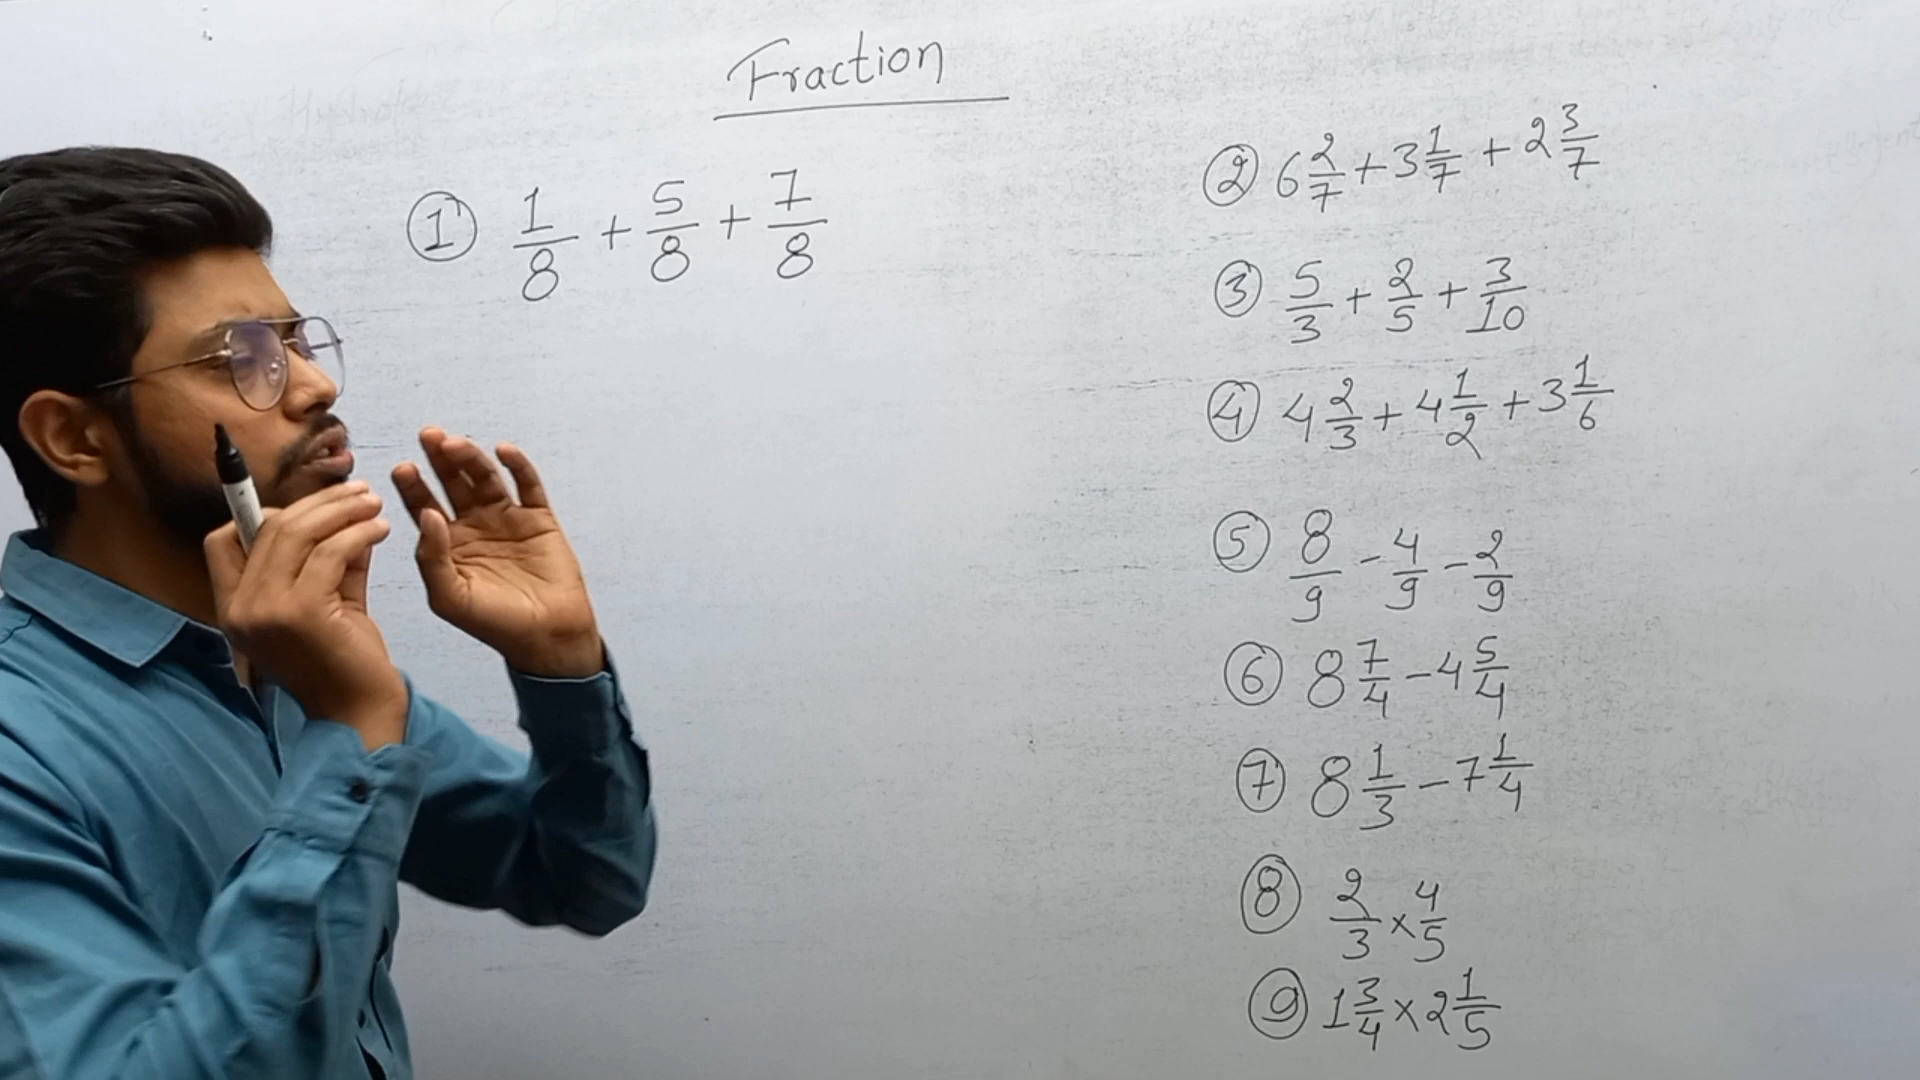 Fraction
① 1/8 + 5/8 + 7/8
② 6 2/7 + 3 1/7 + 2 3/7
③ 5/3 + 2/5 + 3/10
④ 4 2/3 + 4 1/2 + 3 1/6
⑤ 8/9 - 4/9 - 2/9
⑥ 8 7/4 - 4 5/4
⑦ 8 1/3 - 7 1/4
⑧ 2/3 × 4/5
⑨ 1 3/4 × 2 1/5